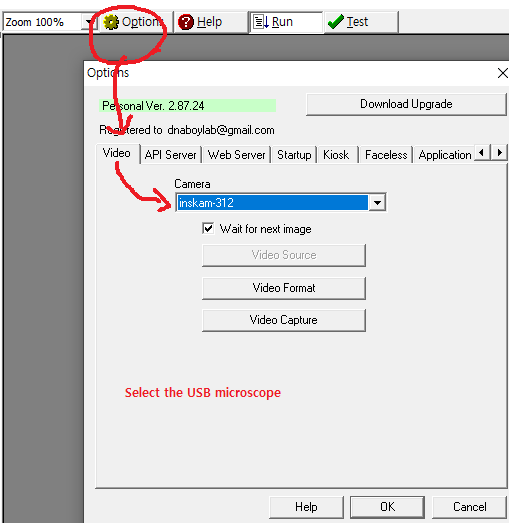 Zoom 100% Options Help Run Test
Options
Personal Ver. 2.87.24
Download Upgrade
Registered to dnaboylab@gmail.com
Video API Server Web Server Startup Kiosk Faceless Application
Camera
inskam-312
Wait for next image
Video Source
Video Format
Video Capture
Select the USB microscope
Help OK Cancel